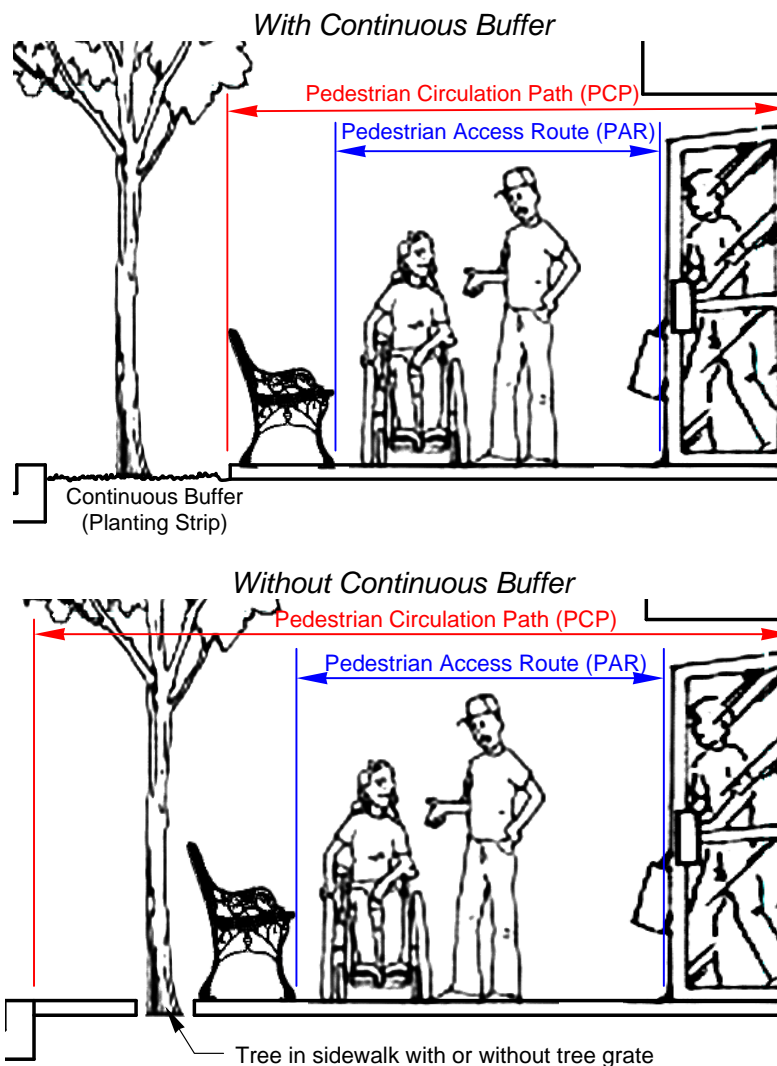 With Continuous Buffer
Pedestrian Circulation Path (PCP)
Pedestrian Access Route (PAR)
Continuous Buffer
(Planting Strip)
Without Continuous Buffer
Pedestrian Circulation Path (PCP)
Pedestrian Access Route (PAR)
Tree in sidewalk with or without tree grate